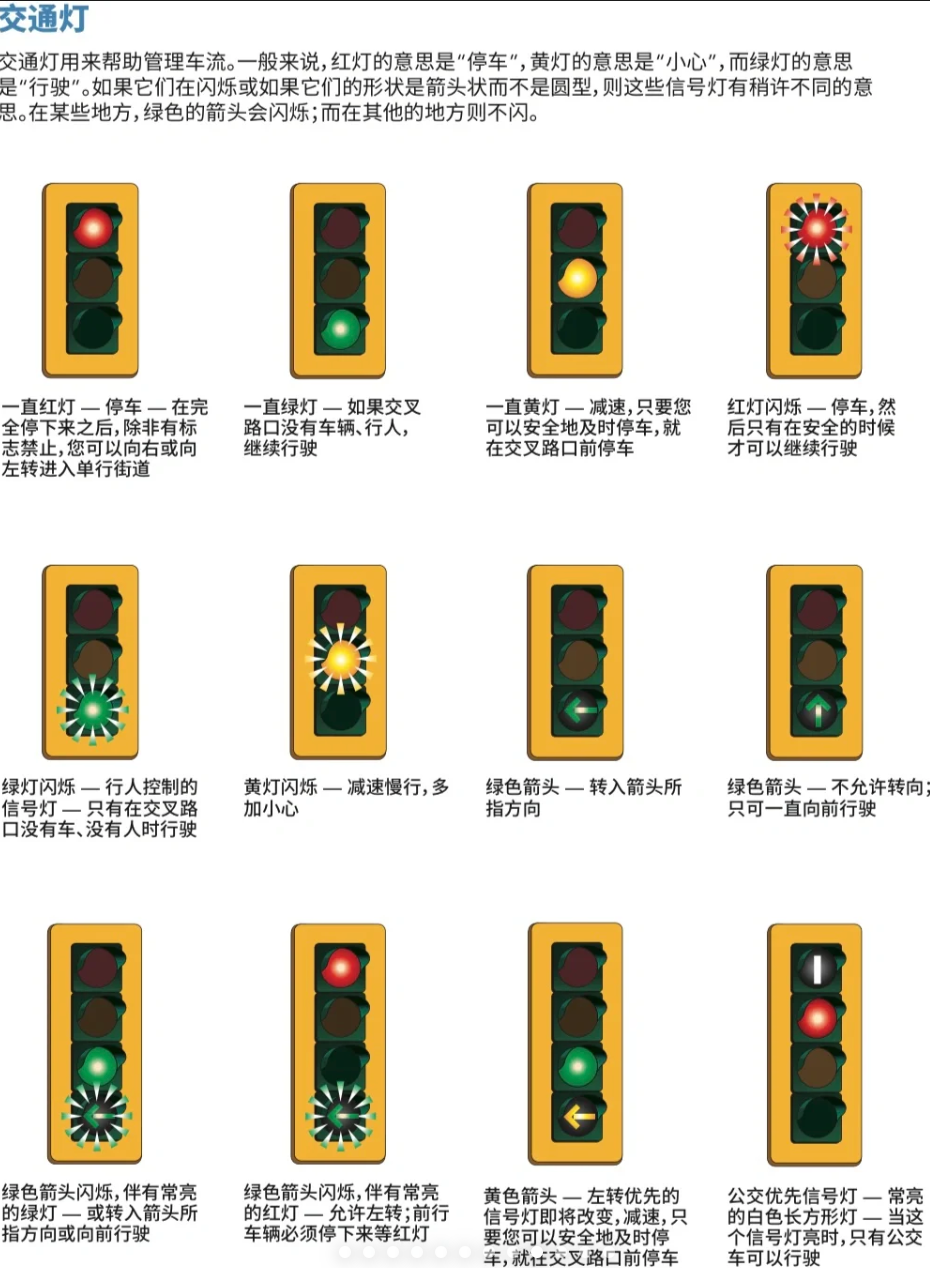 交通灯
交通灯用来帮助管理车流。一般来说,红灯的意思是“停车”,黄灯的意思是“小心”,而绿灯的意思
是“行驶”。如果它们在闪烁或如果它们的形状是箭头状而不是圆型,则这些信号灯有稍许不同的意
思。在某些地方,绿色的箭头会闪烁;而在其他的地方则不闪。
一直红灯 — 停车 — 在完
全停下来之后,除非有标
志禁止,您可以向右或向
左转进入单行街道
一直绿灯 — 如果交叉
路口没有车辆、行人,
继续行驶
一直黄灯 — 减速,只要您
可以安全地及时停车,就
在交叉路口前停车
红灯闪烁 — 停车,然
后只有在安全的时候
才可以继续行驶
绿灯闪烁 — 行人控制的
信号灯 — 只有在交叉路
口没有车、没有人时行驶
黄灯闪烁 — 减速慢行,多
加小心
绿色箭头 — 转入箭头所
指方向
绿色箭头 — 不允许转向;
只可一直向前行驶
绿色箭头闪烁,伴有常亮
的绿灯 — 或转入箭头所
指方向或向前行驶
绿色箭头闪烁,伴有常亮
的红灯 — 允许左转;前行
车辆必须停下来等红灯
黄色箭头 — 左转优先的
信号灯即将改变,减速,只
要您可以安全地及时停
车,就在交叉路口前停车
公交优先信号灯 — 常亮
的白色长方形灯 — 当这
个信号灯亮时,只有公交
车可以行驶